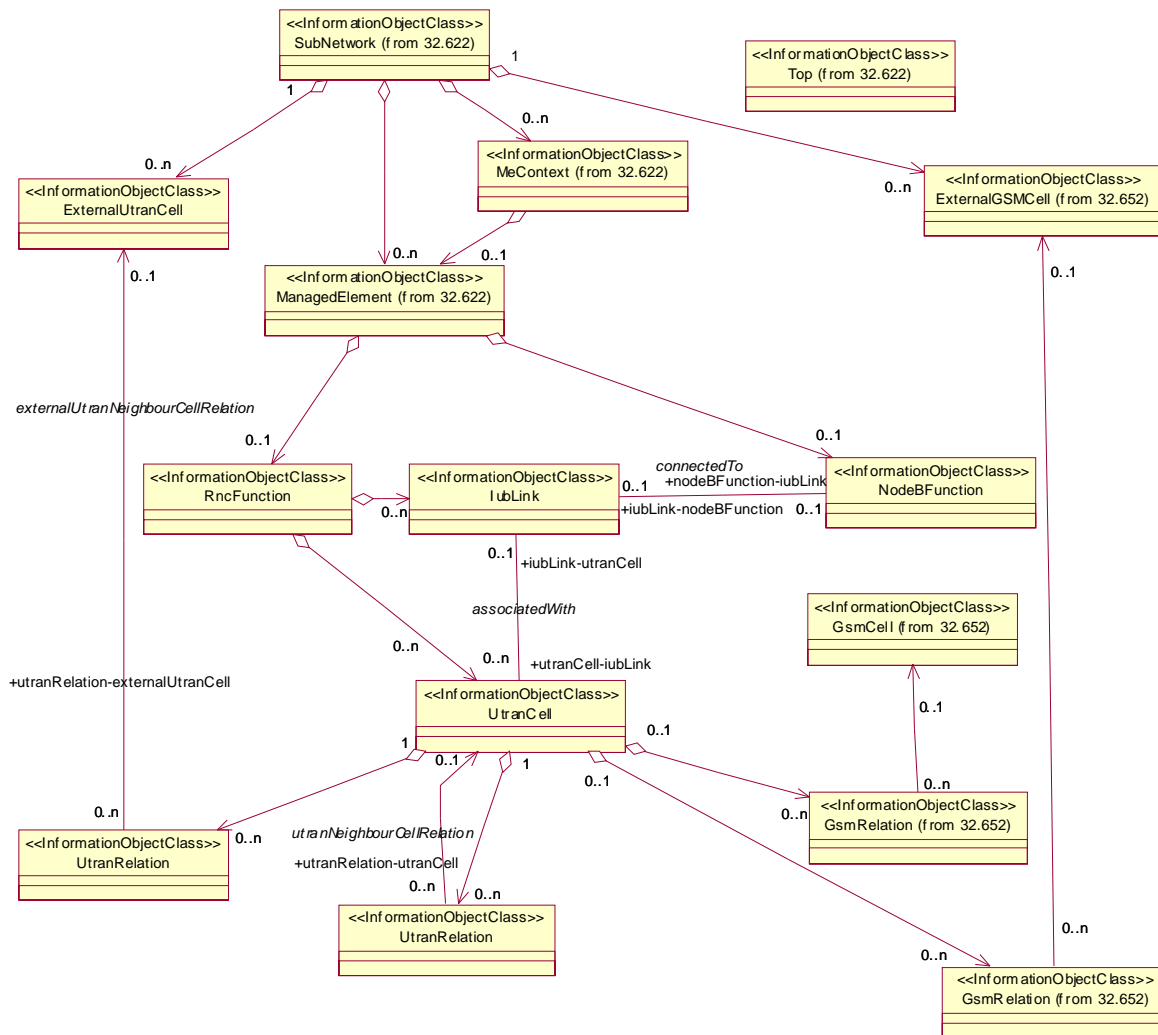 <<InformationObjectClass>>
SubNetwork (from 32.622)
<<InformationObjectClass>>
Top (from 32.622)
1
1
0..n
0..n
<<InformationObjectClass>>
MeContext (from 32.622)
0..n
<<InformationObjectClass>>
ExternalUtranCell
<<InformationObjectClass>>
ExternalGSMCell (from 32.652)
0..n
0..1
0..1
0..1
<<InformationObjectClass>>
ManagedElement (from 32.622)
externalUtranNeighbourCellRelation
0..1
0..1
<<InformationObjectClass>>
RncFunction
0..n
<<InformationObjectClass>>
IubLink
connectedTo
+nodeBFunction-iubLink
0..1
+iubLink-nodeBFunction
0..1
<<InformationObjectClass>>
NodeBFunction
0..1
+iubLink-utranCell
associatedWith
0..n
0..n
+utranCell-iubLink
<<InformationObjectClass>>
GsmCell (from 32.652)
0..1
+utranRelation-externalUtranCell
<<InformationObjectClass>>
UtranCell
1
0..1
1
0..1
0..1
0..n
0..n
0..n
0..n
<<InformationObjectClass>>
GsmRelation (from 32.652)
<<InformationObjectClass>>
UtranRelation
utranNeighbourCellRelation
+utranRelation-utranCell
0..n
0..n
<<InformationObjectClass>>
UtranRelation
0..n
0..n
<<InformationObjectClass>>
GsmRelation (from 32.652)